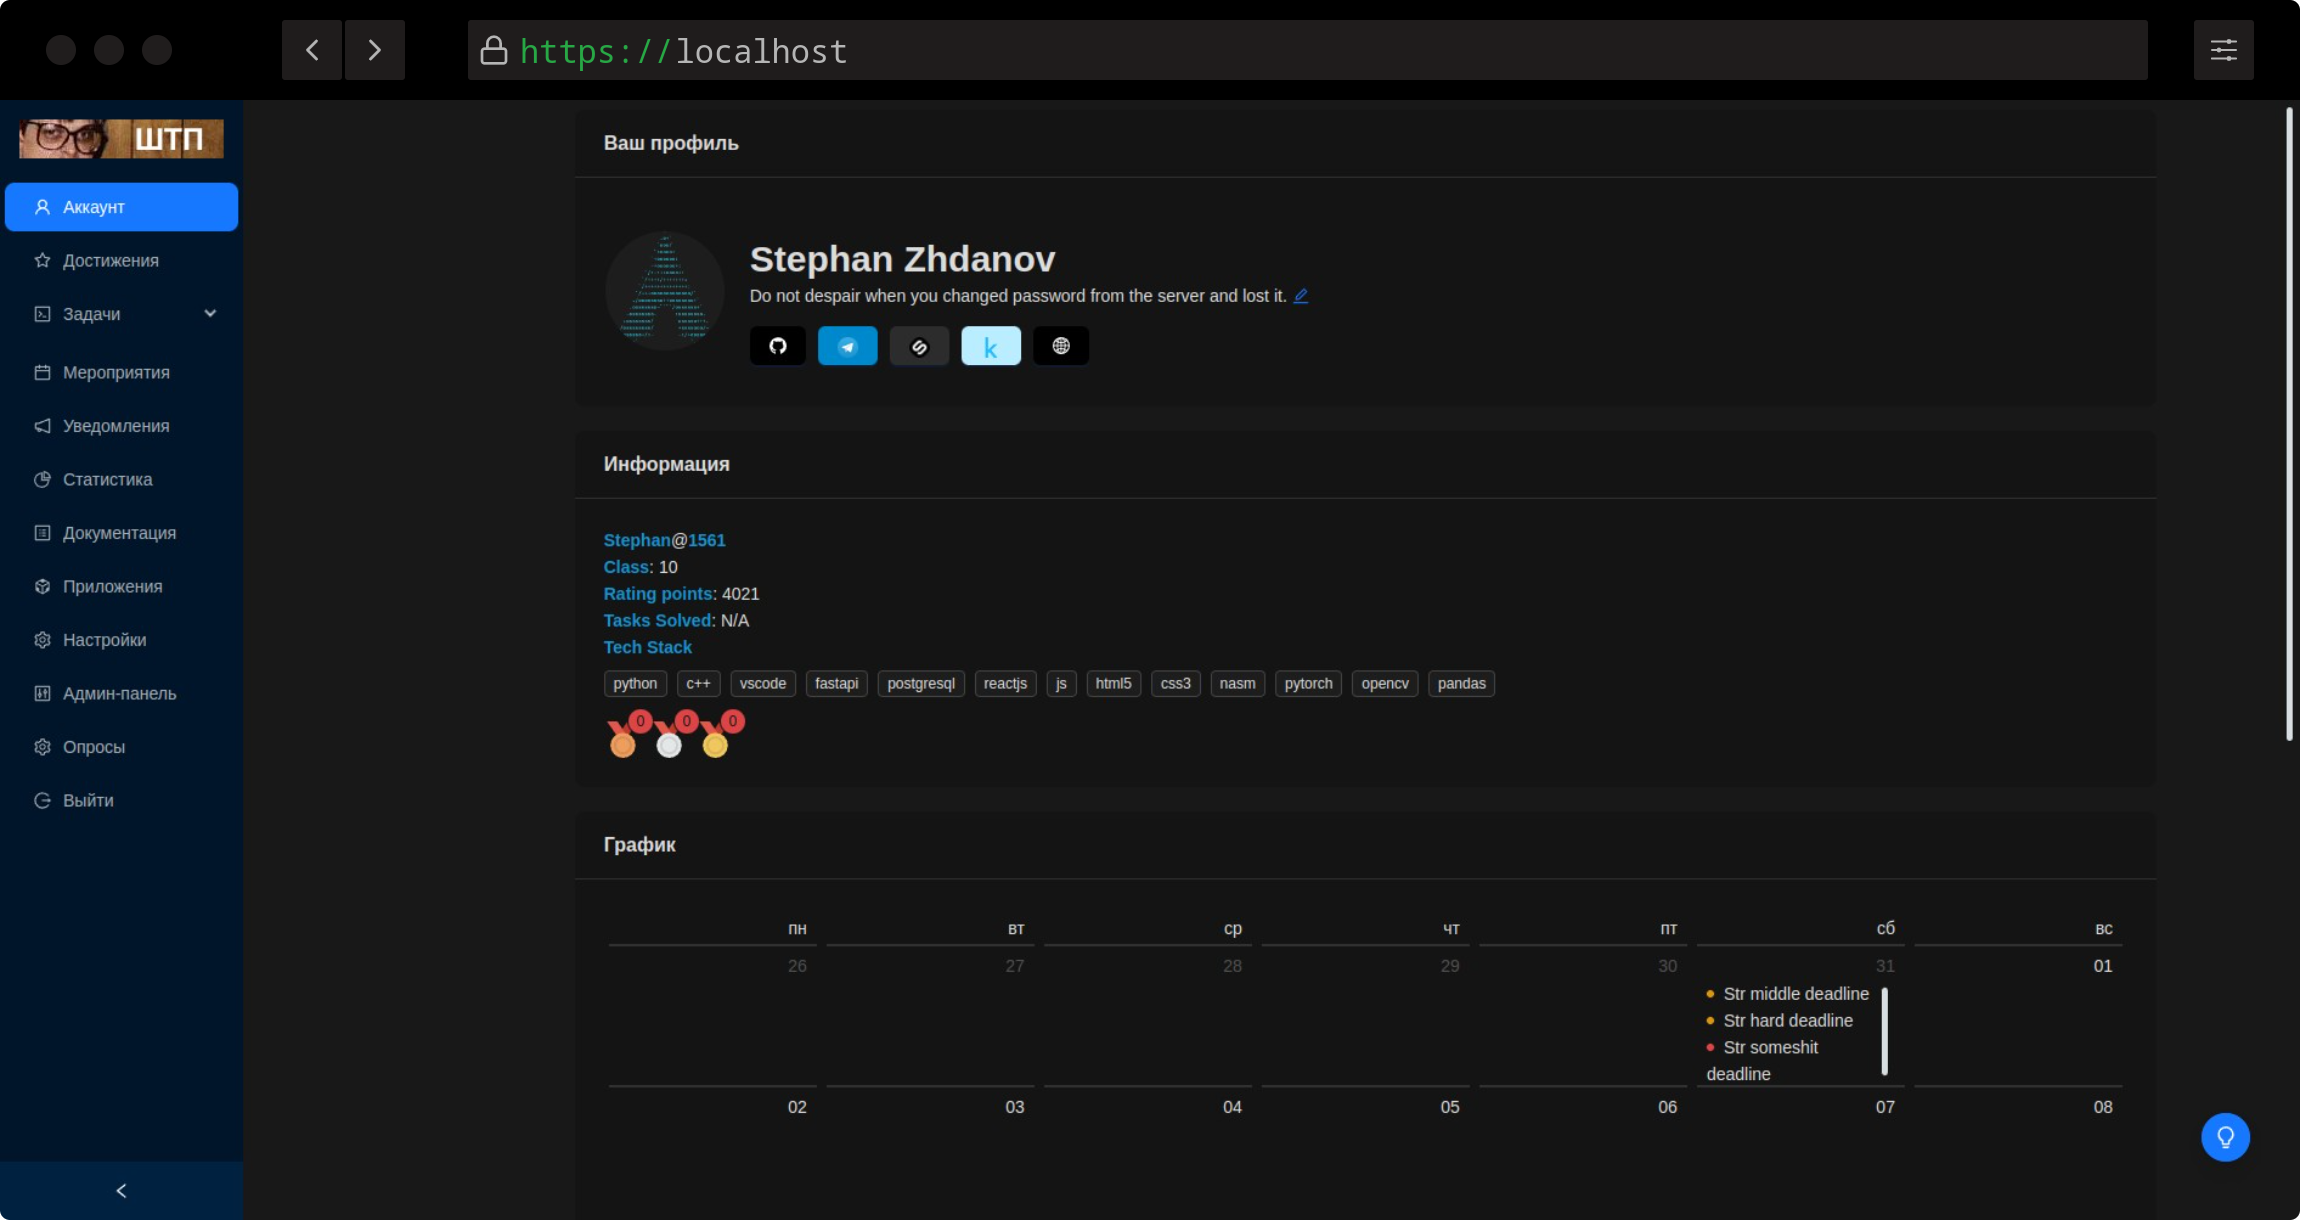 https://localhost
ШТП
Аккаунт
Достижения
Задачи
Мероприятия
Уведомления
Статистика
Документация
Приложения
Настройки
Админ-панель
Опросы
Выйти
Ваш профиль
Stephan Zhdanov
Do not despair when you changed password from the server and lost it.
k
Информация
Stephan@1561
Class: 10
Rating points: 4021
Tasks Solved: N/A
Tech Stack
python c++ vscode fastapi postgresql reactjs js html5 css3 nasm pytorch opencv pandas
0 0 0
График
пн вт ср чт пт сб вс
26 27 28 29 30 31 01
Str middle deadline
Str hard deadline
Str someshit
deadline
02 03 04 05 06 07 08